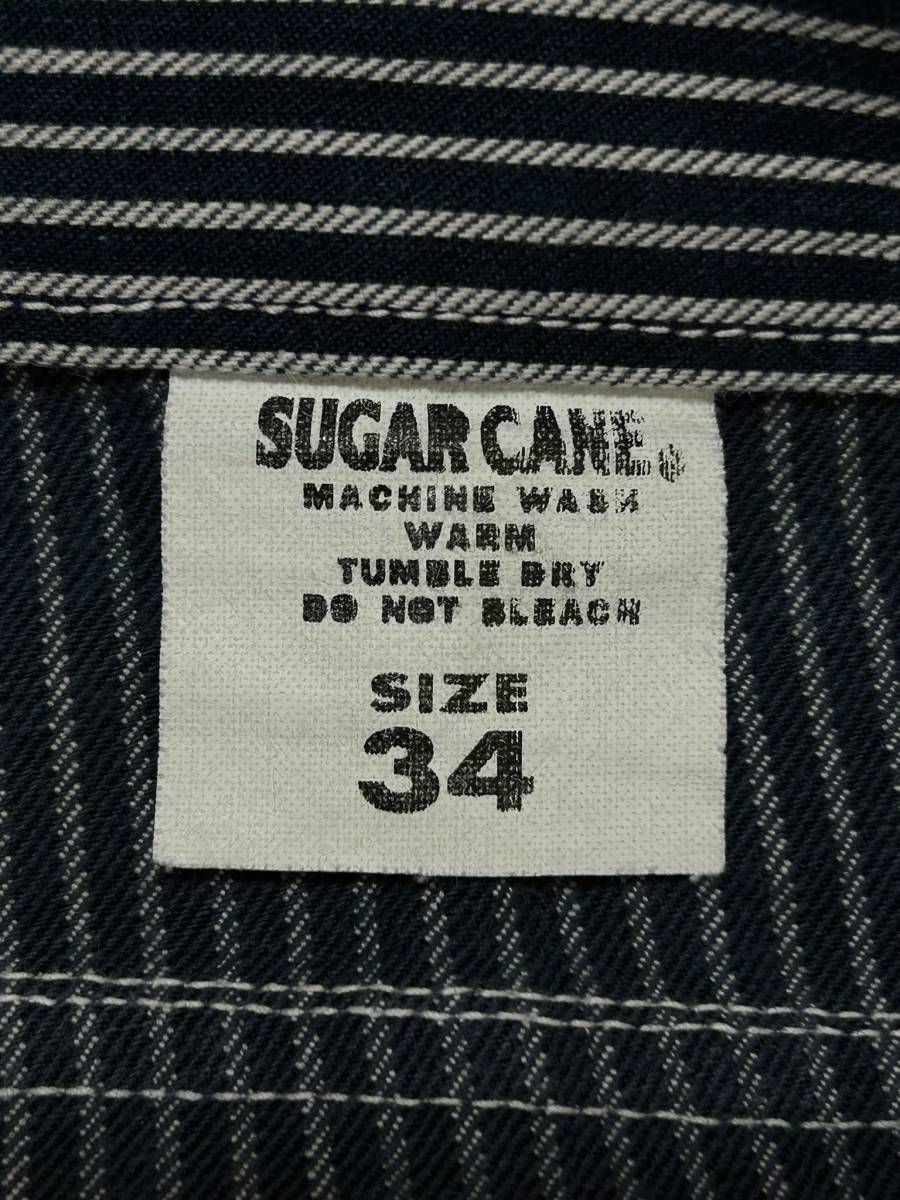 SUGAR CANE®
MACHINE WASH
WARM
TUMBLE DRY
DO NOT BLEACH
SIZE
34